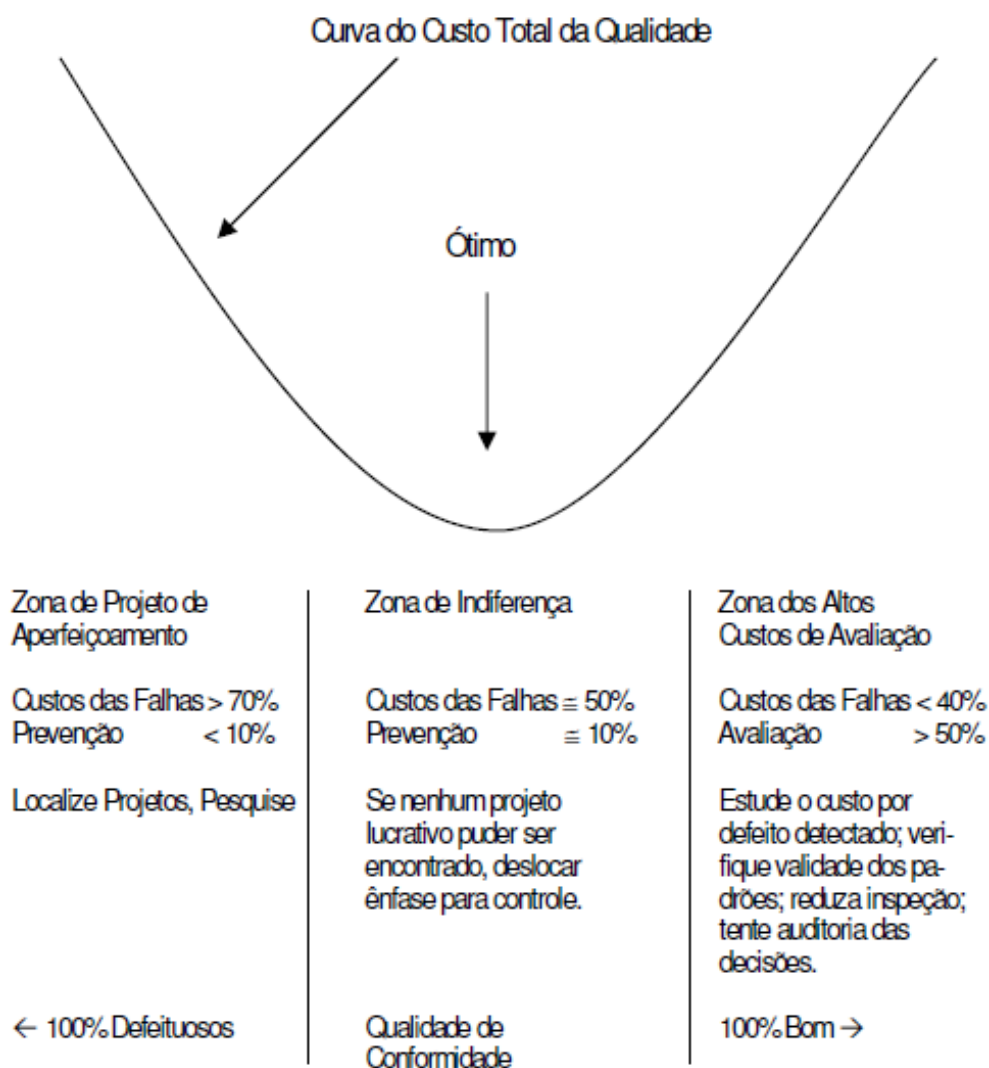 Curva do Custo Total da Qualidade
Ótimo
Zona de Projeto de
Aperfeiçoamento
Custos das Falhas > 70%
Prevenção < 10%
Localize Projetos, Pesquise
← 100% Defeituosos
Zona de Indiferença
Custos das Falhas ≅ 50%
Prevenção ≅ 10%
Se nenhum projeto
lucrativo puder ser
encontrado, deslocar
ênfase para controle.
Qualidade de
Conformidade
Zona dos Altos
Custos de Avaliação
Custos das Falhas < 40%
Avaliação > 50%
Estude o custo por
defeito detectado; veri-
fique validade dos pa-
drões; reduza inspeção;
tente auditoria das
decisões.
100% Bom →